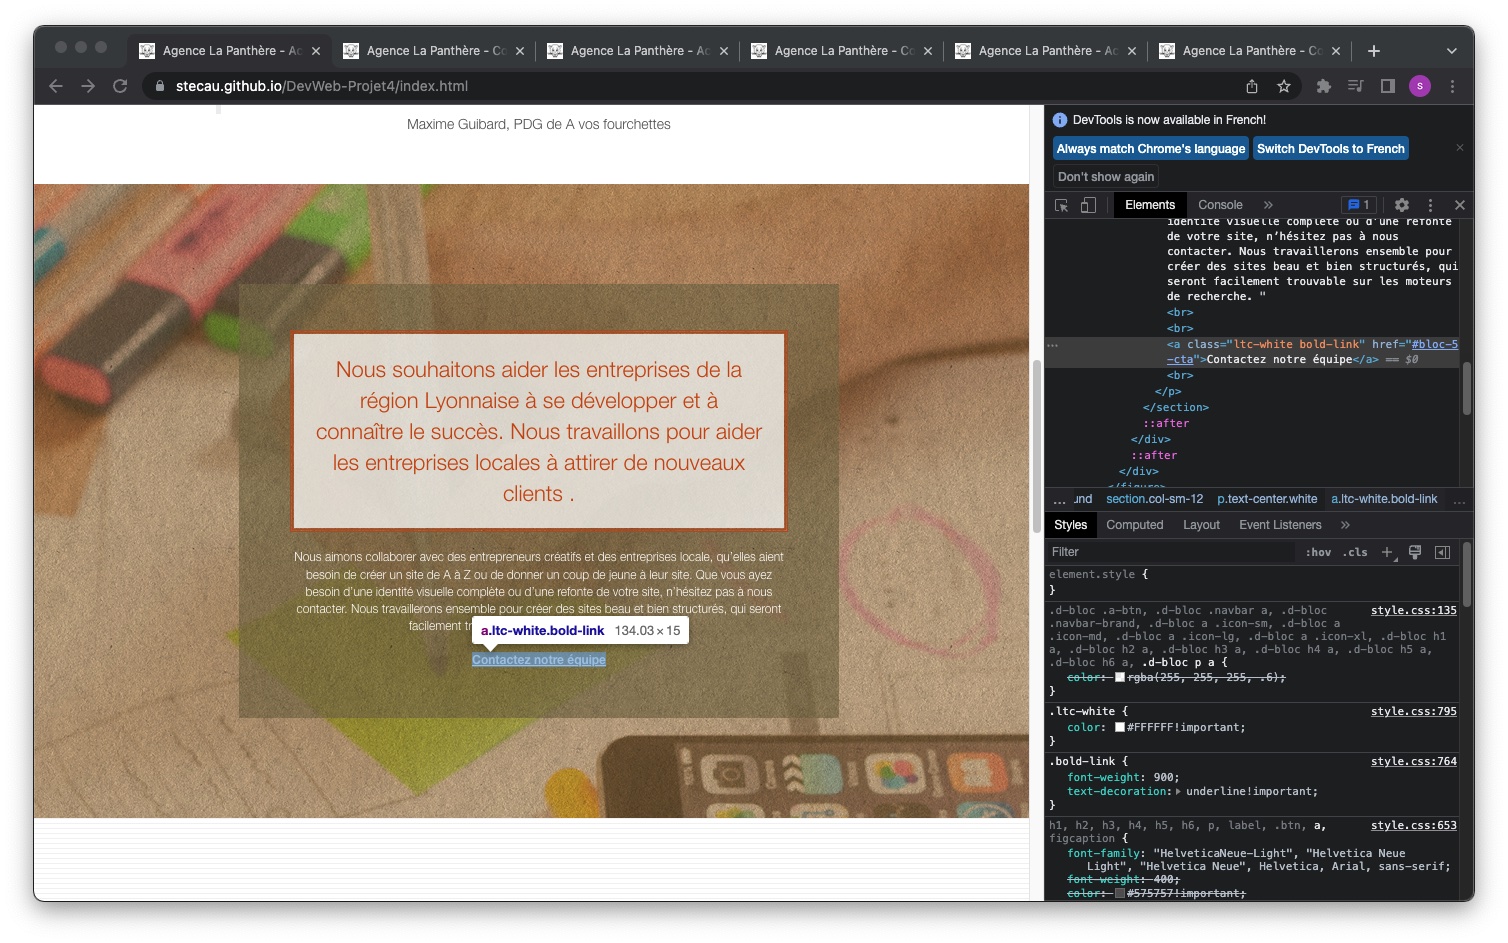 Agence La Panthère - Ac
Agence La Panthère - Co
Agence La Panthère - Ac
Agence La Panthère - Co
Agence La Panthère - Ac
Agence La Panthère - Co
stecau.github.io/DevWeb-Projet4/index.html
s
Maxime Guibard, PDG de A vos fourchettes
Nous souhaitons aider les entreprises de la
région Lyonnaise à se développer et à
connaître le succès. Nous travaillons pour aider
les entreprises locales à attirer de nouveaux
clients .
Nous aimons collaborer avec des entrepreneurs créatifs et des entreprises locale, qu’elles aient
besoin de créer un site de A à Z ou de donner un coup de jeune à leur site. Que vous ayez
besoin d’une identité visuelle complète ou d’une refonte de votre site, n’hésitez pas à nous
contacter. Nous travaillerons ensemble pour créer des sites beau et bien structurés, qui seront
facilement tr
a.ltc-white.bold-link 134.03 × 15
Contactez notre équipe
DevTools is now available in French!
Always match Chrome's language
Switch DevTools to French
Don't show again
Elements
Console
»
1
identité visuelle complète ou d’une refonte
de votre site, n’hésitez pas à nous
contacter. Nous travaillerons ensemble pour
créer des sites beau et bien structurés, qui
seront facilement trouvable sur les moteurs
de recherche. "
<br>
<br>
<a class="ltc-white bold-link" href="#bloc-5
-cta">Contactez notre équipe</a> == $0
<br>
</p>
</section>
::after
</div>
::after
</div>
</figure>
… und section.col-sm-12 p.text-center.white a.ltc-white.bold-link …
Styles
Computed
Layout
Event Listeners
»
Filter
:hov .cls
element.style {
}
.d-bloc .a-btn, .d-bloc .navbar a, .d-bloc style.css:135
.navbar-brand, .d-bloc a .icon-sm, .d-bloc a
.icon-md, .d-bloc a .icon-lg, .d-bloc a .icon-xl, .d-bloc h1
a, .d-bloc h2 a, .d-bloc h3 a, .d-bloc h4 a, .d-bloc h5 a,
.d-bloc h6 a, .d-bloc p a {
color: rgba(255, 255, 255, .6);
}
.ltc-white { style.css:795
color: #FFFFFF!important;
}
.bold-link { style.css:764
font-weight: 900;
text-decoration: underline!important;
}
h1, h2, h3, h4, h5, h6, p, label, .btn, a, style.css:653
figcaption {
font-family: "HelveticaNeue-Light", "Helvetica Neue
Light", "Helvetica Neue", Helvetica, Arial, sans-serif;
font-weight: 400;
color: #575757!important;